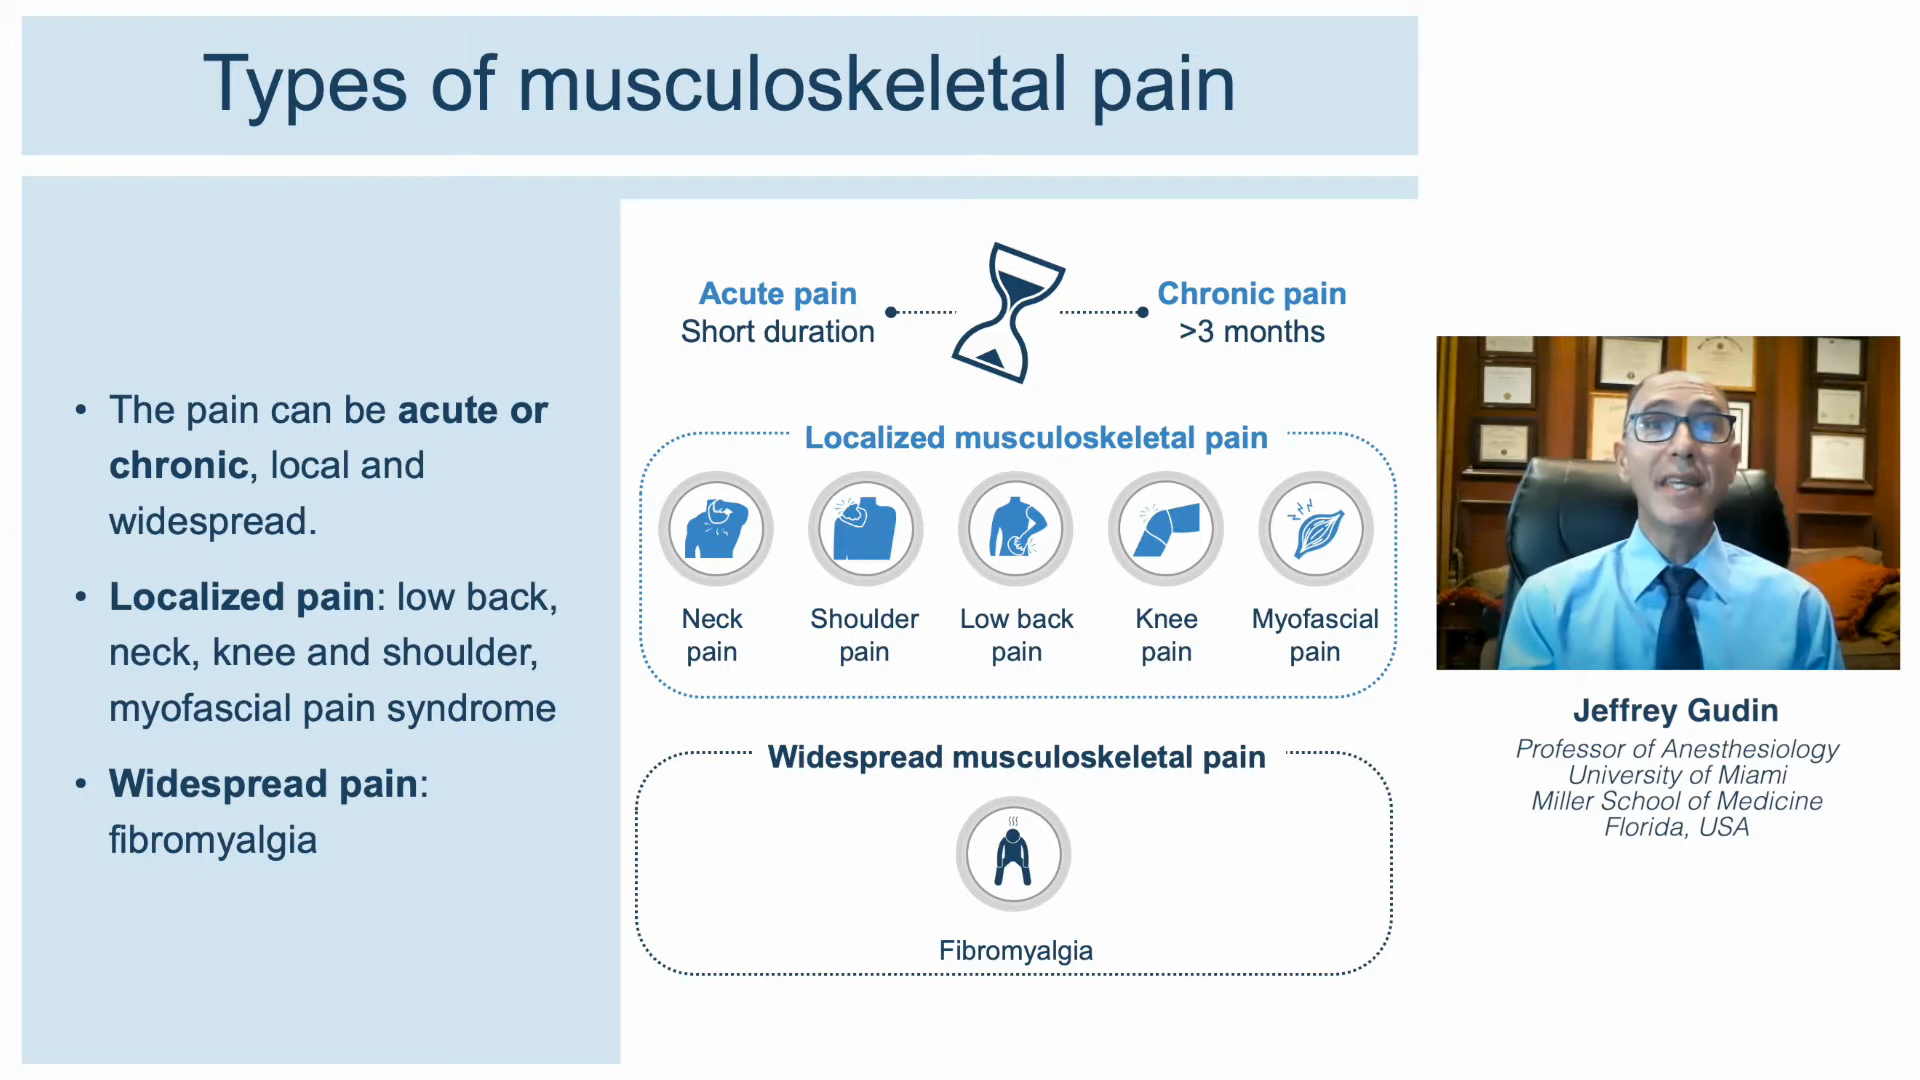 Types of musculoskeletal pain
• The pain can be acute or
chronic, local and
widespread.
• Localized pain: low back,
neck, knee and shoulder,
myofascial pain syndrome
• Widespread pain:
fibromyalgia
Acute pain
Short duration
Chronic pain
>3 months
Localized musculoskeletal pain
Neck
pain
Shoulder
pain
Low back
pain
Knee
pain
Myofascial
pain
Widespread musculoskeletal pain
Fibromyalgia
Jeffrey Gudin
Professor of Anesthesiology
University of Miami
Miller School of Medicine
Florida, USA